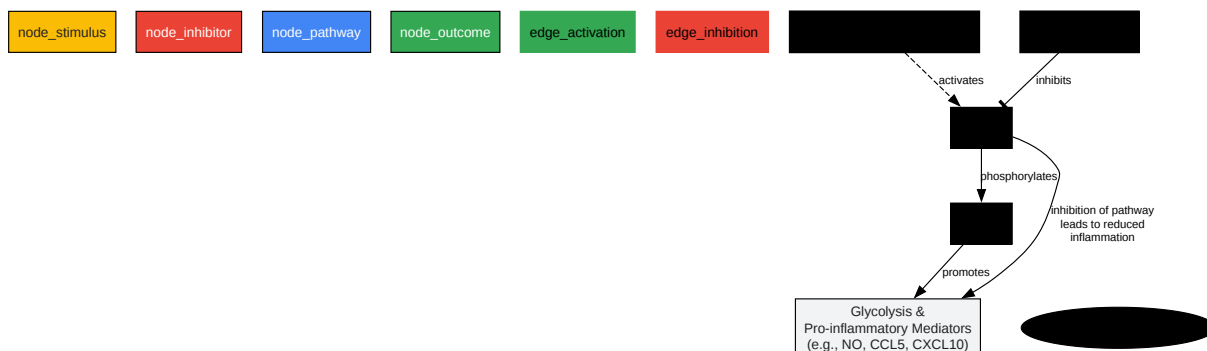 node_stimulus
node_inhibitor
node_pathway
node_outcome
edge_activation
edge_inhibition
activates
inhibits
phosphorylates
inhibition of pathway
leads to reduced
inflammation
promotes
Glycolysis &
Pro-inflammatory Mediators
(e.g., NO, CCL5, CXCL10)